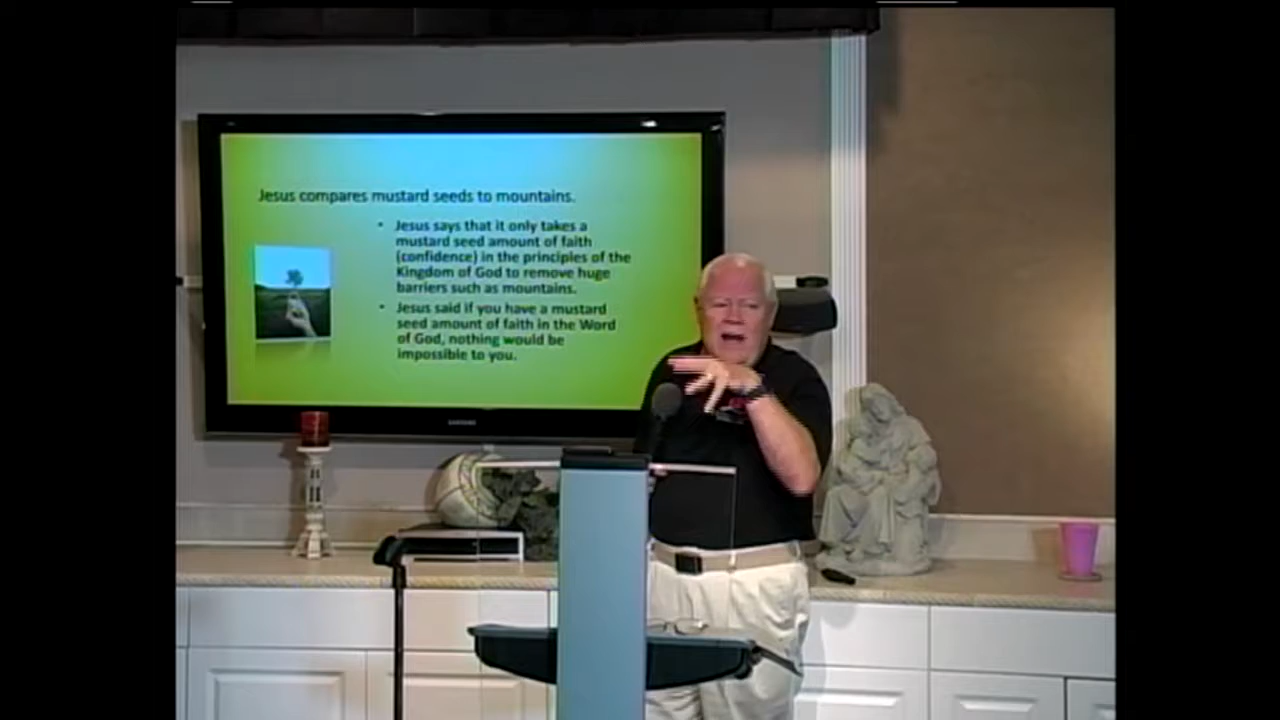 Jesus compares mustard seeds to mountains.
• Jesus says that it only takes a
mustard seed amount of faith
(confidence) in the principles of the
Kingdom of God to remove huge
barriers such as mountains.
• Jesus said if you have a mustard
seed amount of faith in the Word
of God, nothing would be
impossible to you.
SAMSUNG